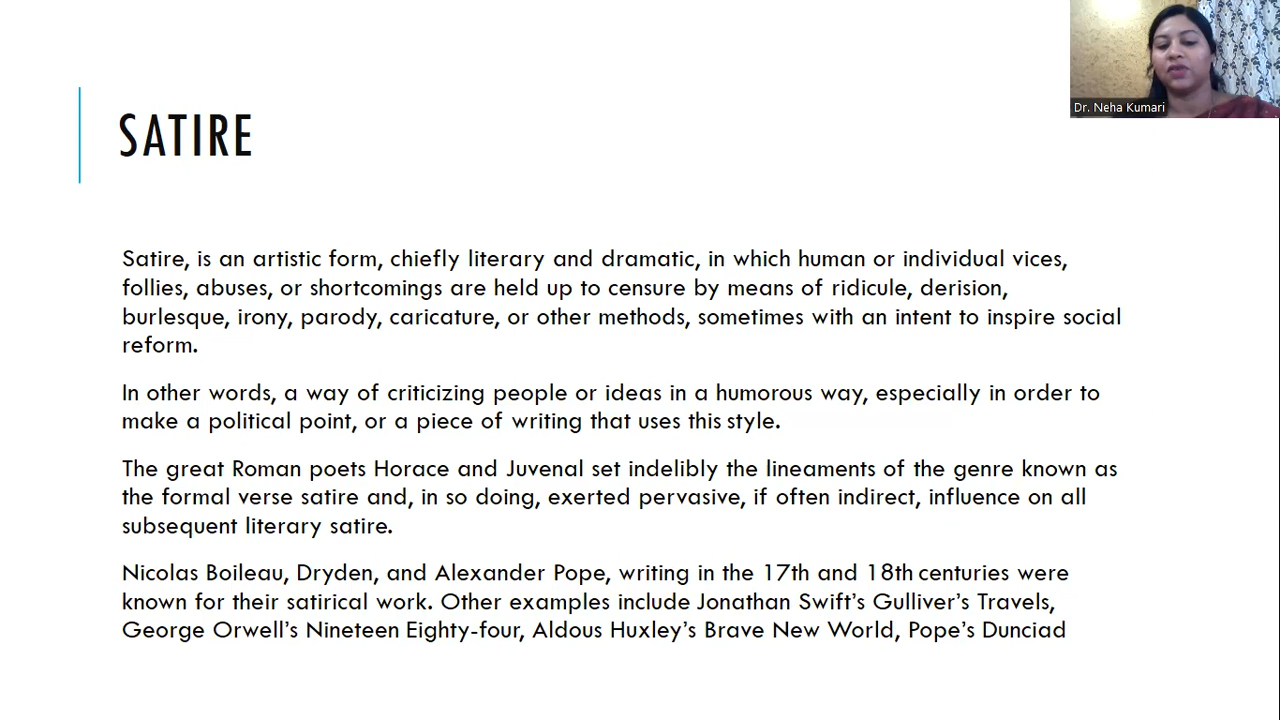 Dr. Neha Kumari
SATIRE
Satire, is an artistic form, chiefly literary and dramatic, in which human or individual vices,
follies, abuses, or shortcomings are held up to censure by means of ridicule, derision,
burlesque, irony, parody, caricature, or other methods, sometimes with an intent to inspire social
reform.
In other words, a way of criticizing people or ideas in a humorous way, especially in order to
make a political point, or a piece of writing that uses this style.
The great Roman poets Horace and Juvenal set indelibly the lineaments of the genre known as
the formal verse satire and, in so doing, exerted pervasive, if often indirect, influence on all
subsequent literary satire.
Nicolas Boileau, Dryden, and Alexander Pope, writing in the 17th and 18th centuries were
known for their satirical work. Other examples include Jonathan Swift’s Gulliver’s Travels,
George Orwell’s Nineteen Eighty-four, Aldous Huxley’s Brave New World, Pope’s Dunciad